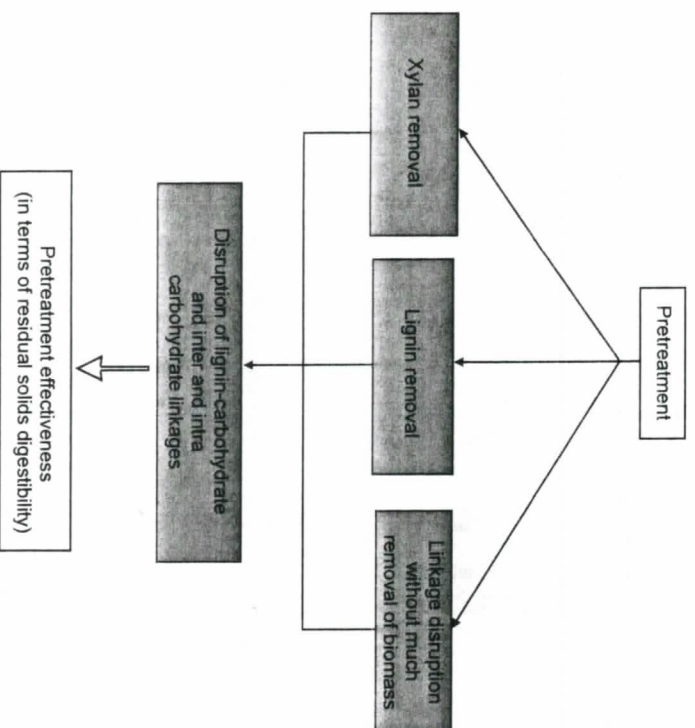 Pretreatment
Xylan removal
Lignin removal
Linkage disruption
without much
removal of biomass
Disruption of lignin-carbohydrate
and inter and intra
carbohydrate linkages
Pretreatment effectiveness
(in terms of residual solids digestibility)